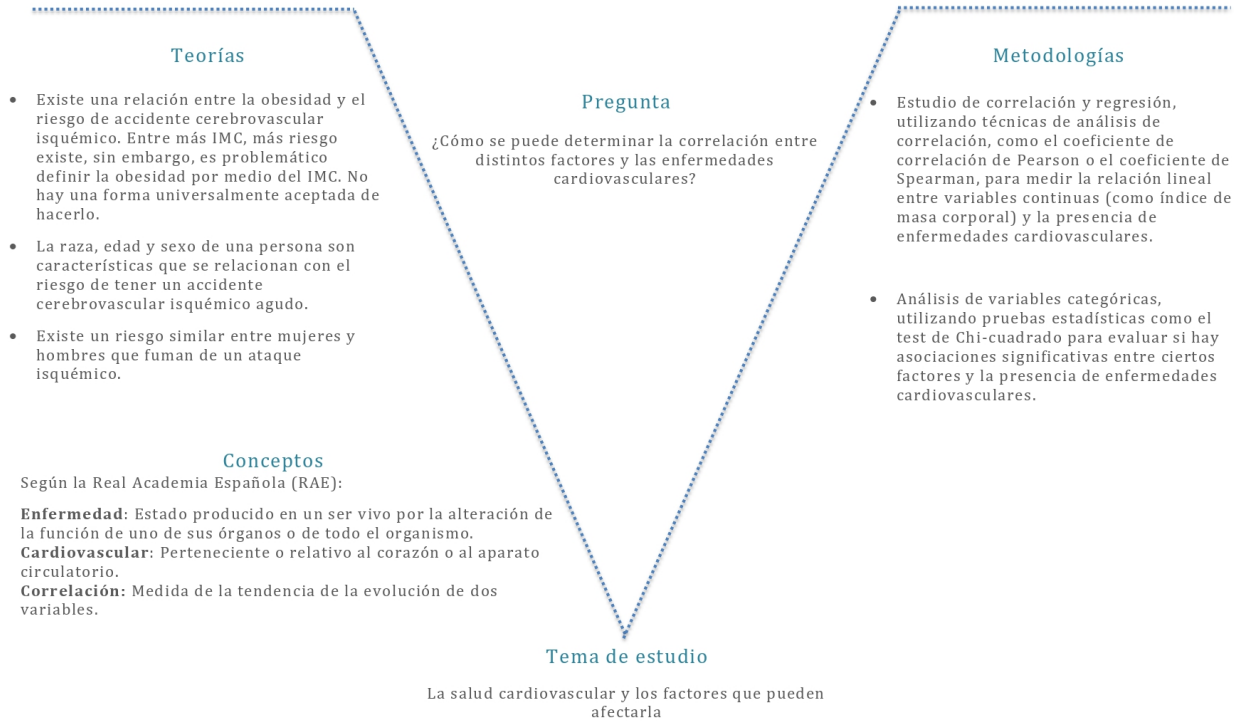 Teorías
• Existe una relación entre la obesidad y el
riesgo de accidente cerebrovascular
isquémico. Entre más IMC, más riesgo
existe, sin embargo, es problemático
definir la obesidad por medio del IMC. No
hay una forma universalmente aceptada de
hacerlo.
• La raza, edad y sexo de una persona son
características que se relacionan con el
riesgo de tener un accidente
cerebrovascular isquémico agudo.
• Existe un riesgo similar entre mujeres y
hombres que fuman de un ataque
isquémico.
Conceptos
Según la Real Academia Española (RAE):
Enfermedad: Estado producido en un ser vivo por la alteración de
la función de uno de sus órganos o de todo el organismo.
Cardiovascular: Perteneciente o relativo al corazón o al aparato
circulatorio.
Correlación: Medida de la tendencia de la evolución de dos
variables.
Pregunta
¿Cómo se puede determinar la correlación entre
distintos factores y las enfermedades
cardiovasculares?
Metodologías
• Estudio de correlación y regresión,
utilizando técnicas de análisis de
correlación, como el coeficiente de
correlación de Pearson o el coeficiente de
Spearman, para medir la relación lineal
entre variables continuas (como índice de
masa corporal) y la presencia de
enfermedades cardiovasculares.
• Análisis de variables categóricas,
utilizando pruebas estadísticas como el
test de Chi-cuadrado para evaluar si hay
asociaciones significativas entre ciertos
factores y la presencia de enfermedades
cardiovasculares.
Tema de estudio
La salud cardiovascular y los factores que pueden
afectarla